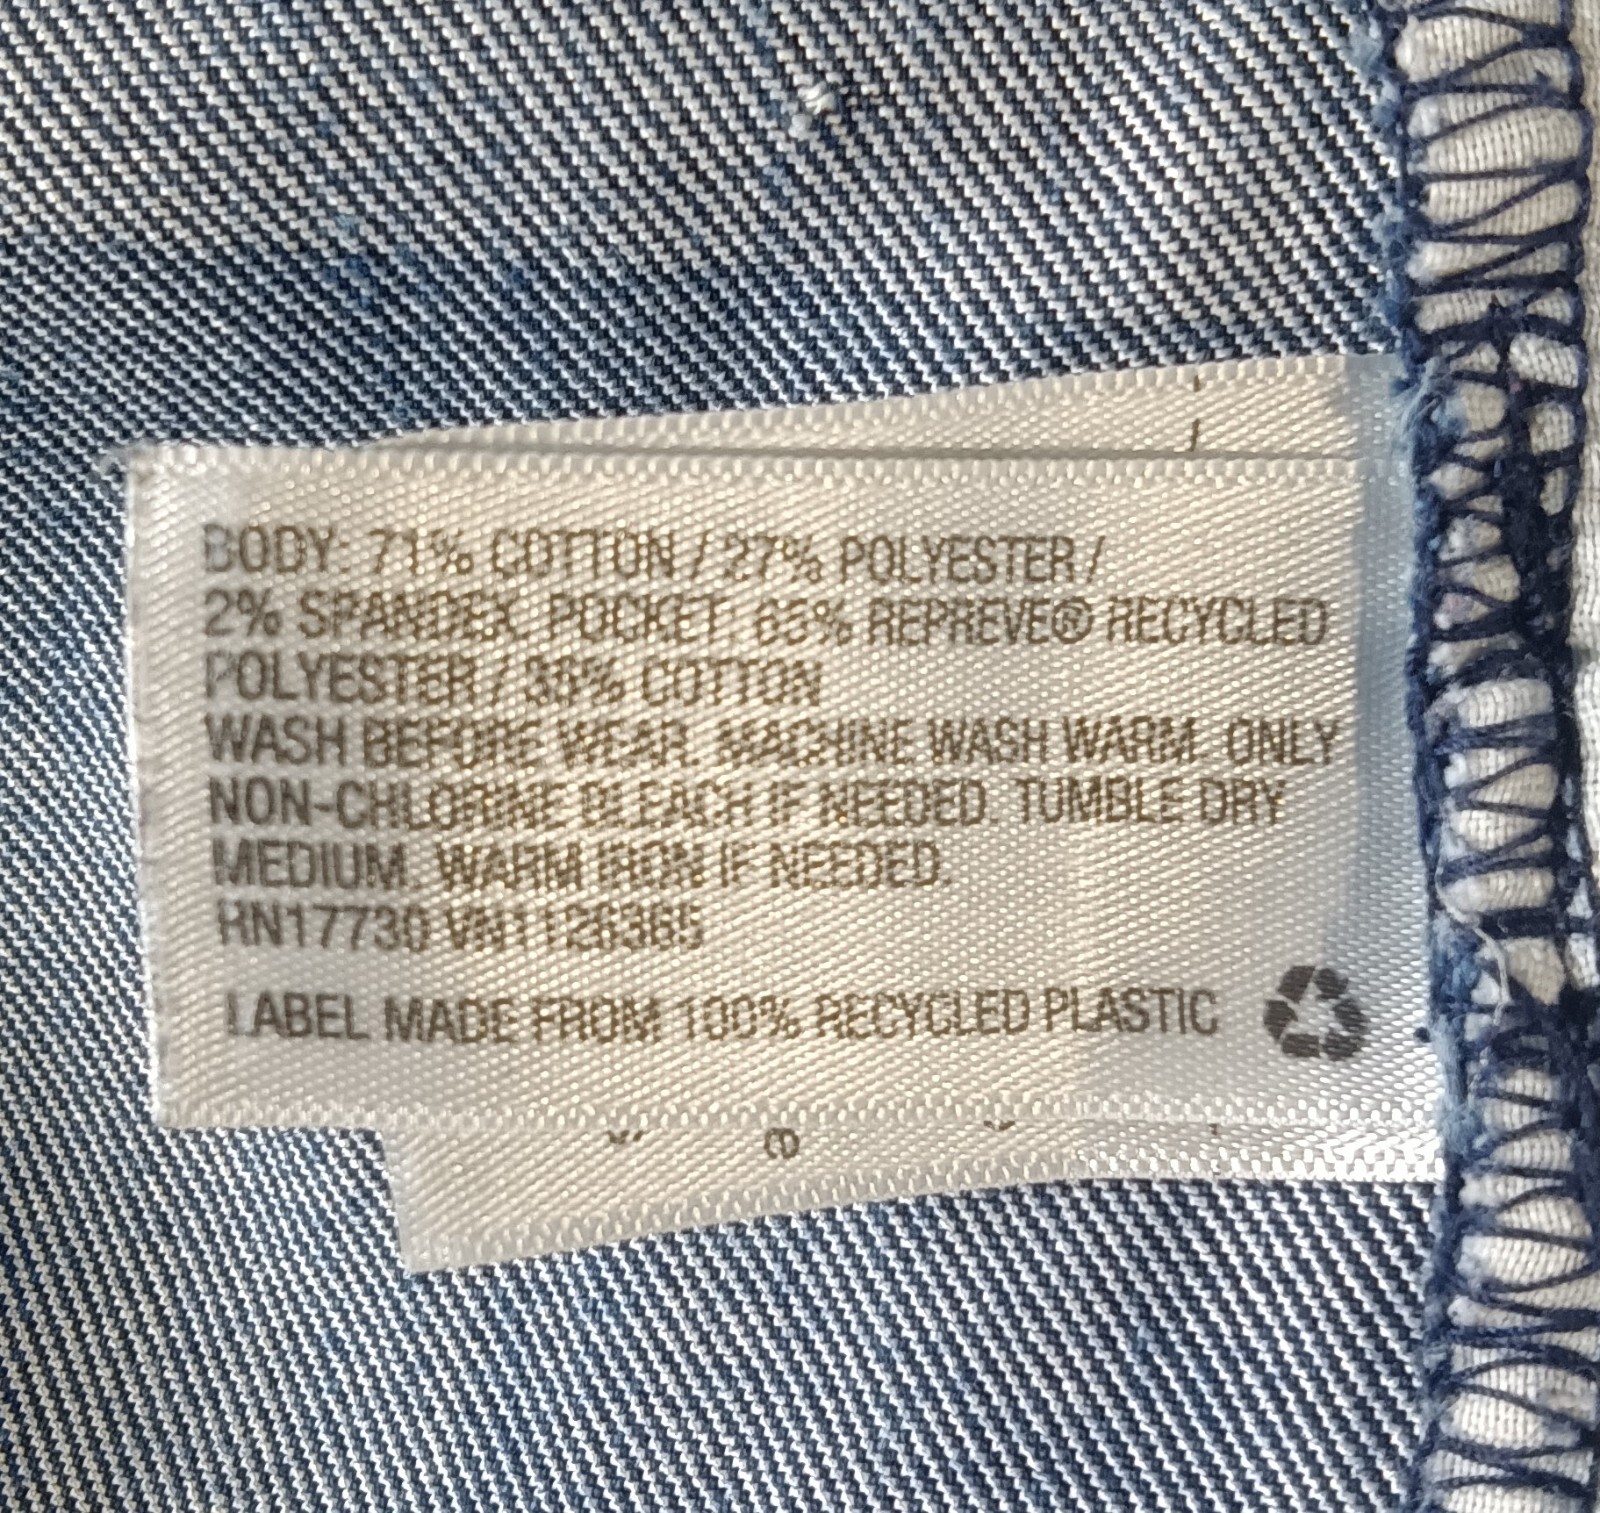 BODY: 71% COTTON / 27% POLYESTER /
2% SPANDEX. POCKET: 65% REPREVE® RECYCLED
POLYESTER / 35% COTTON
WASH BEFORE WEAR. MACHINE WASH WARM. ONLY
NON-CHLORINE BLEACH IF NEEDED. TUMBLE DRY
MEDIUM. WARM IRON IF NEEDED.
RN17730 VN1126365
LABEL MADE FROM 100% RECYCLED PLASTIC